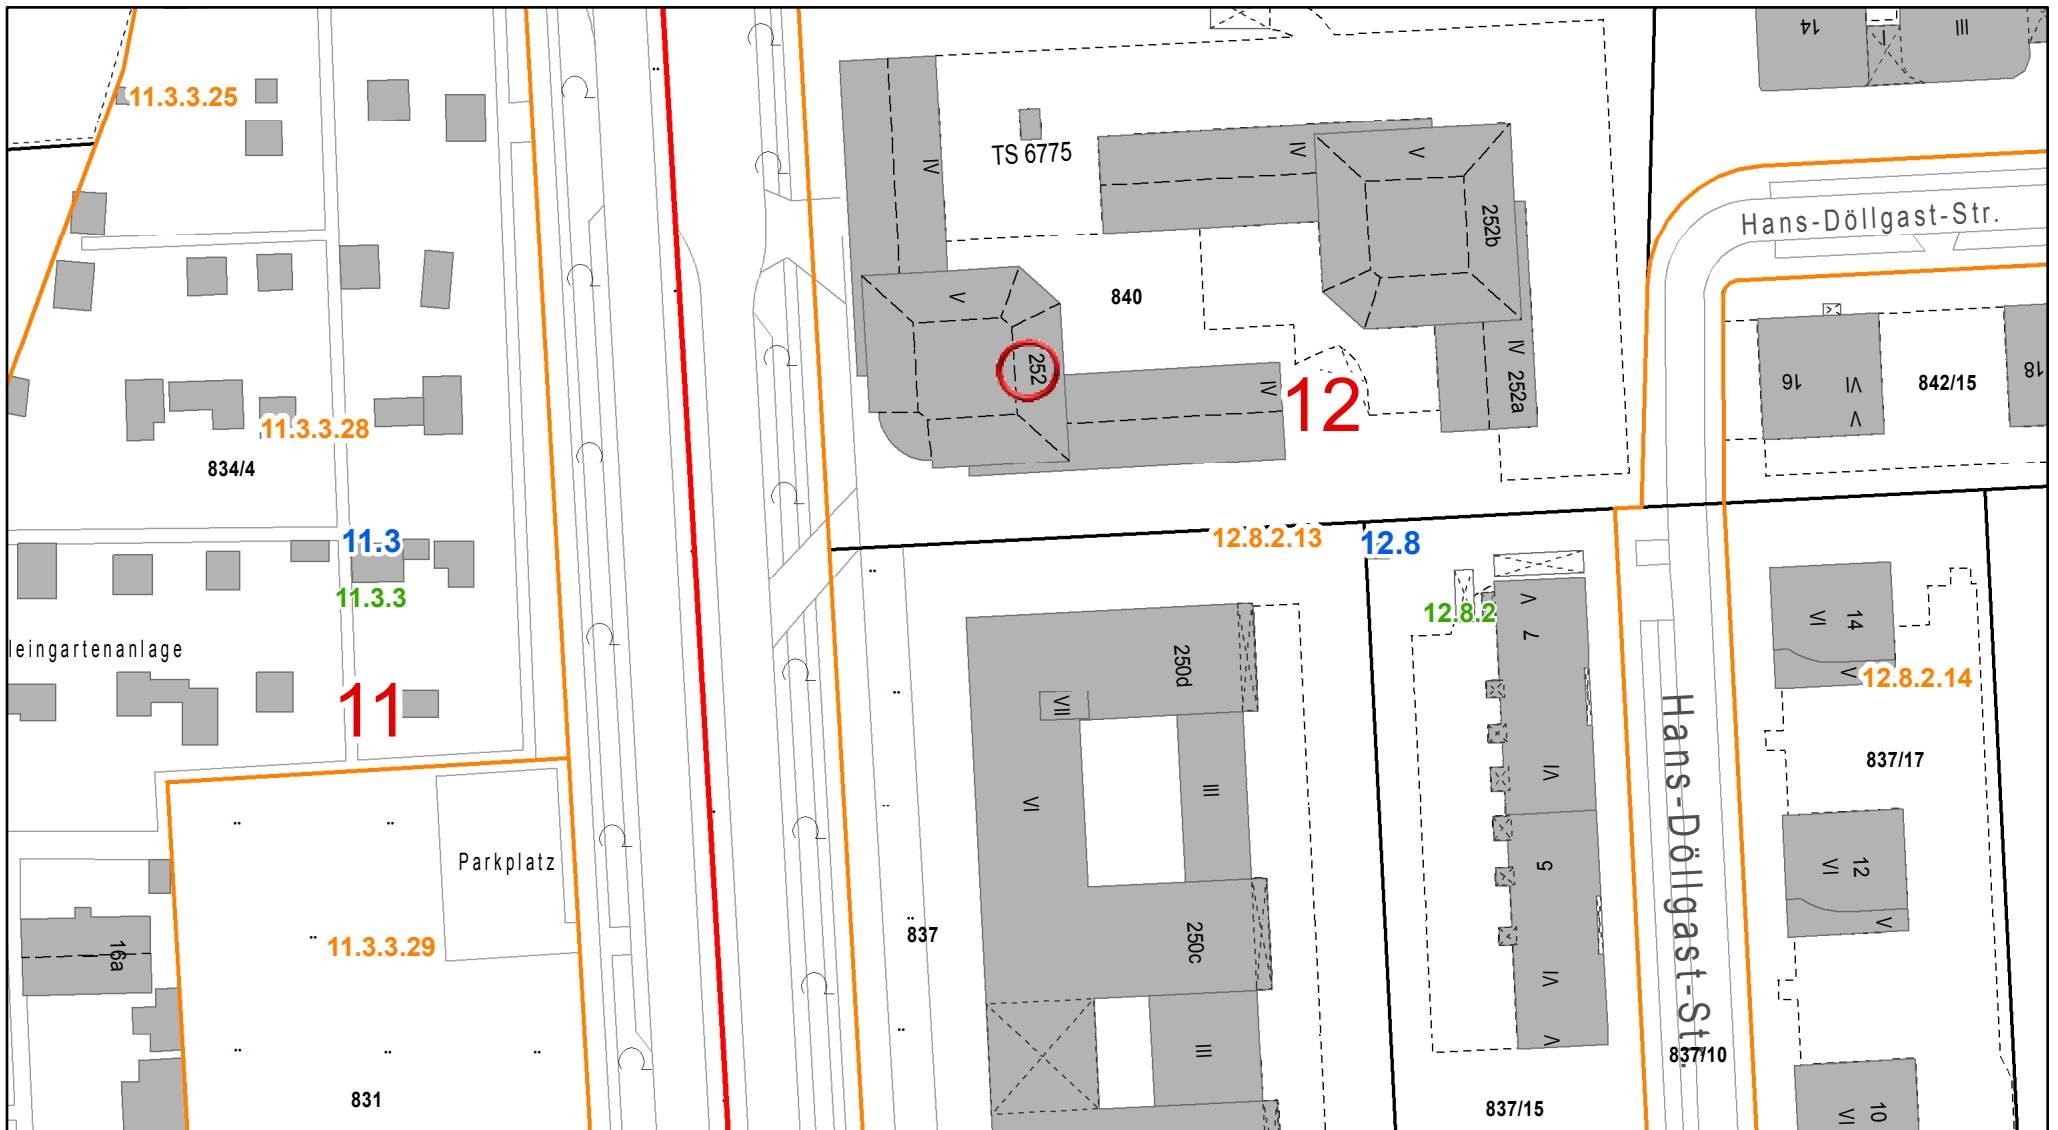 14
I
III
11.3.3.25
IV
TS 6775
IV
V
252b
Hans-Döllgast-Str.
V
840
252
IV
12
IV
252a
16
VI
V
842/15
18
11.3.3.28
834/4
11.3
12.8.2.13
12.8
11.3.3
12.8.2
V
7
14
VI
V
12.8.2.14
leingartenanlage
250d
11
VII
VI
III
VI
Hans-Döllgast-Str.
837/17
Parkplatz
5
12
VI
V
16a
11.3.3.29
837
250c
VI
III
V
837/10
831
837/15
10
VI